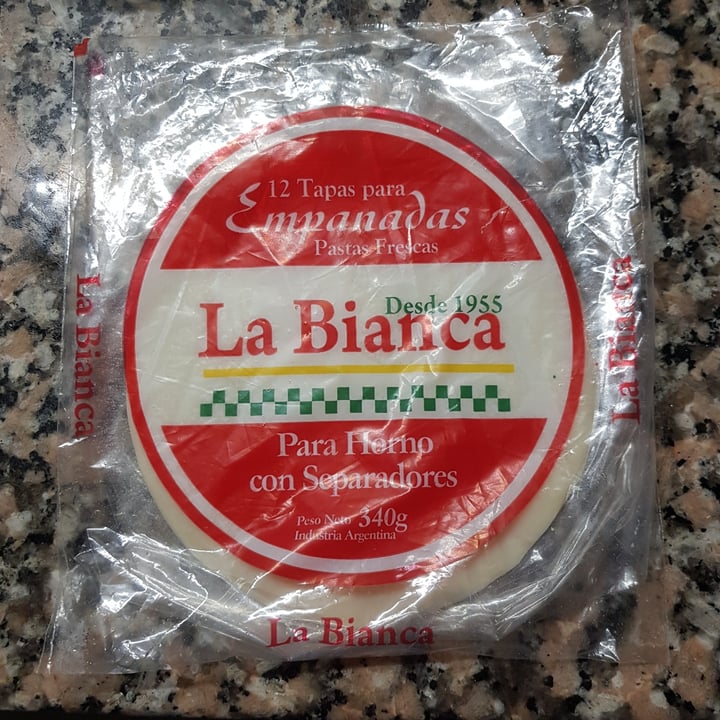 12 Tapas para
Empanadas
Pastas Frescas
Desde 1955
La Bianca
Para Horno
con Separadores
Peso Neto 340g
Industria Argentina
La Bianca
La Bianca
La Bianca